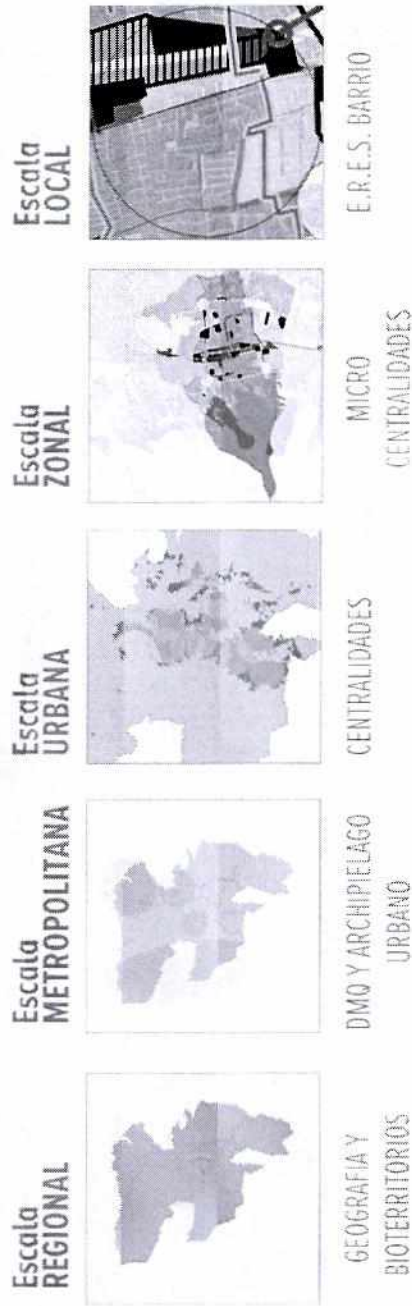 Escala
REGIONAL
GEOGRAFIA Y
BIOTERRITORIOS
Escala
METROPOLITANA
DMQ Y ARCHIPIELAGO
URBANO
Escala
URBANA
CENTRALIDADES
Escala
ZONAL
MICRO
CENTRALIDADES
Escala
LOCAL
E.R.E.S. BARRIO